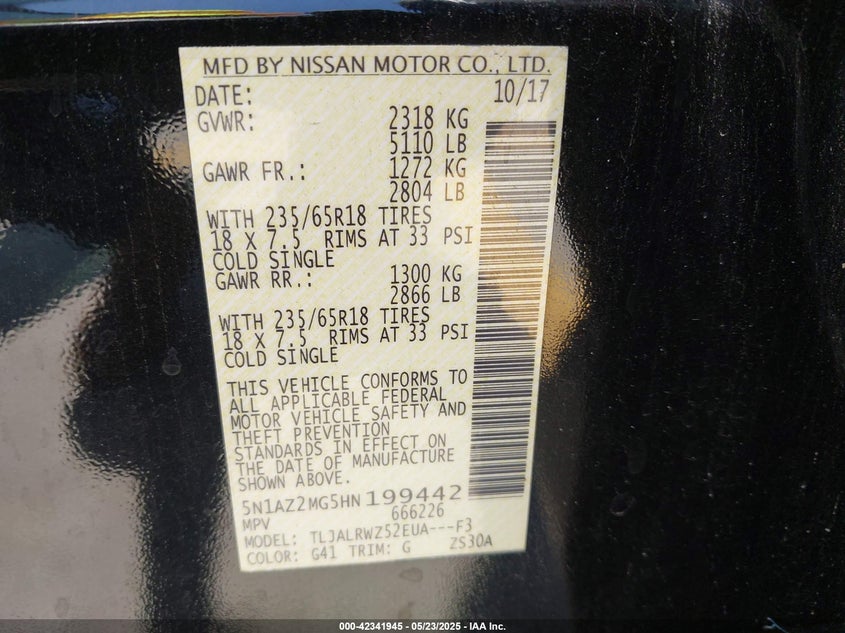 MFD BY NISSAN MOTOR CO., LTD.
DATE: 10/17
GVWR: 2318 KG
5110 LB
GAWR FR.: 1272 KG
2804 LB
WITH 235/65R18 TIRES
18 X 7.5 RIMS AT 33 PSI
COLD SINGLE
GAWR RR.: 1300 KG
2866 LB
WITH 235/65R18 TIRES
18 X 7.5 RIMS AT 33 PSI
COLD SINGLE
THIS VEHICLE CONFORMS TO
ALL APPLICABLE FEDERAL
MOTOR VEHICLE SAFETY AND
THEFT PREVENTION
STANDARDS IN EFFECT ON
THE DATE OF MANUFACTURE
SHOWN ABOVE.
5N1AZ2MG5HN199442
MPV 666226
MODEL: TLJALRWZ52EUA---F3
COLOR: G41 TRIM: G ZS30A
000-42341945 - 05/23/2025 - IAA Inc.